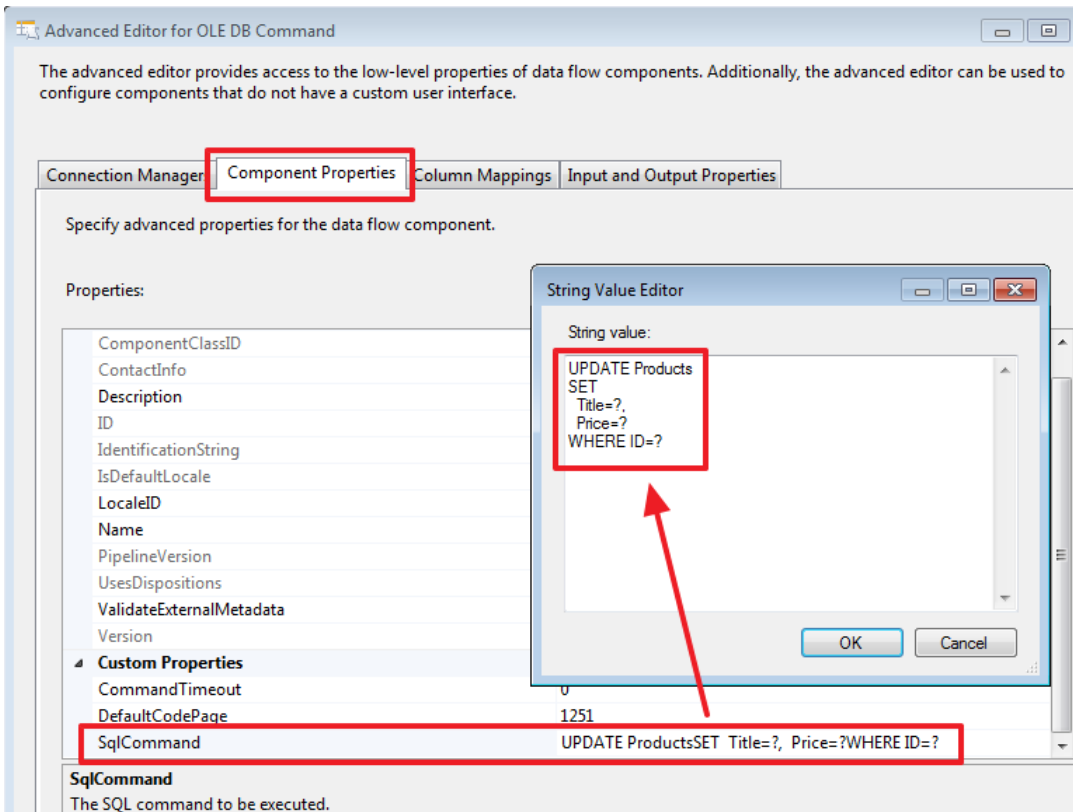 Advanced Editor for OLE DB Command
The advanced editor provides access to the low-level properties of data flow components. Additionally, the advanced editor can be used to
configure components that do not have a custom user interface.
Connection Manager Component Properties Column Mappings Input and Output Properties
Specify advanced properties for the data flow component.
Properties:
ComponentClassID
ContactInfo
Description
ID
IdentificationString
IsDefaultLocale
LocaleID
Name
PipelineVersion
UsesDispositions
ValidateExternalMetadata
Version
Custom Properties
CommandTimeout 0
DefaultCodePage 1251
SqlCommand UPDATE ProductsSET Title=?, Price=?WHERE ID=?
SqlCommand
The SQL command to be executed.
String Value Editor
String value:
UPDATE Products
SET
Title=?,
Price=?
WHERE ID=?
OK Cancel